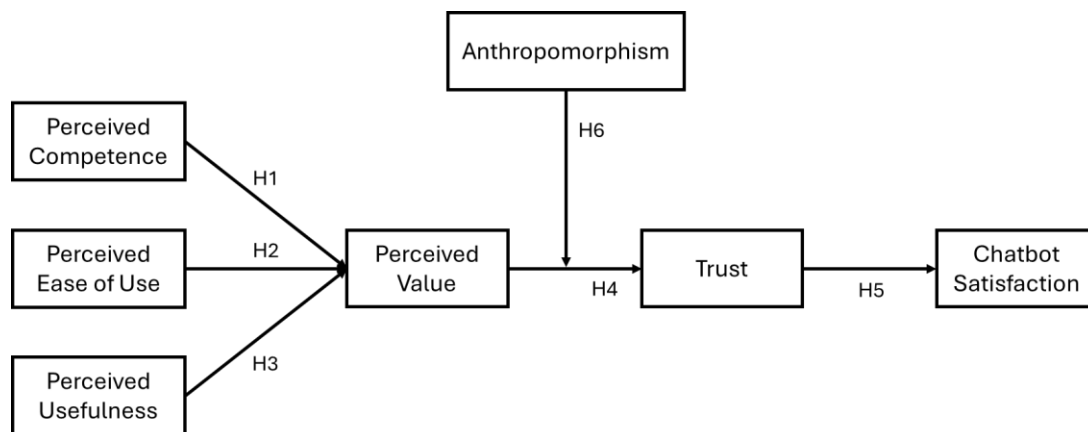 Anthropomorphism
H6
Perceived
Competence
H1
Perceived
Ease of Use
H2
Perceived
Usefulness
H3
Perceived
Value
H4
Trust
H5
Chatbot
Satisfaction